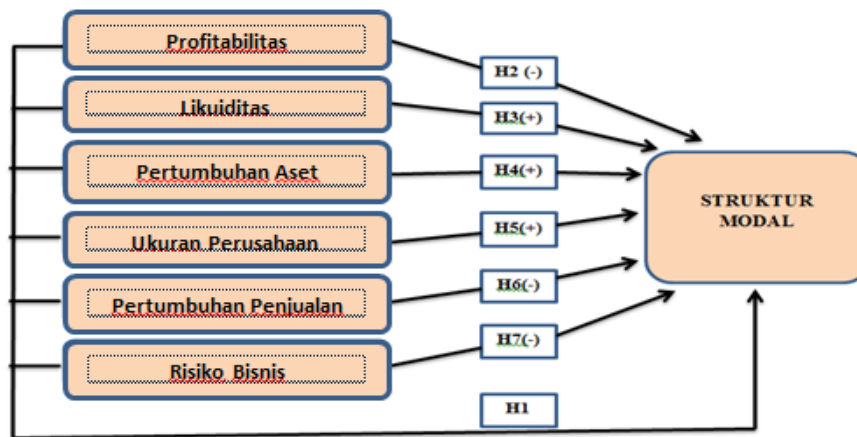 Profitabilitas
H2 (-)
Likuiditas
H3(+)
Pertumbuhan Aset
H4(+)
STRUKTUR
MODAL
Ukuran Perusahaan
H5(+)
Pertumbuhan Penjualan
H6(-)
Risiko Bisnis
H7(-)
H1